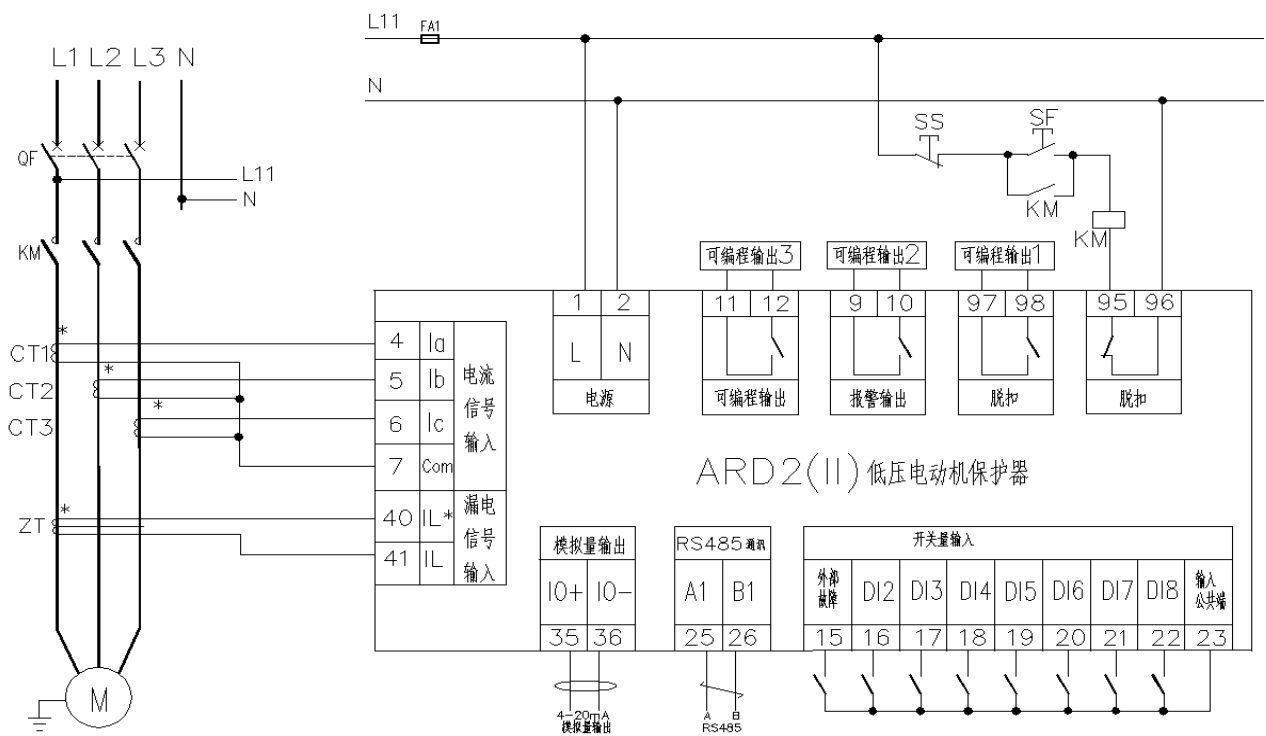 L11
FA1
N
L1 L2 L3 N
QF
L11
N
KM
SS
SF
KM
KM
可编程输出3
可编程输出2
可编程输出1
1 2
11 12
9 10
97 98
95 96
L N
电源
可编程输出
报警输出
脱扣
脱扣
CT1
*
CT2
*
CT3
*
ZT
*
4 Ia
5 Ib
6 Ic
7 Com
电流
信号
输入
40 IL*
41 IL
漏电
信号
输入
ARD2(II) 低压电动机保护器
模拟量输出
IO+ IO-
35 36
4-20mA
模拟量输出
RS485 通讯
A1 B1
25 26
A B
RS485
开关量输入
外部
故障
DI2 DI3 DI4 DI5 DI6 DI7 DI8
输入
公共端
15 16 17 18 19 20 21 22 23
M